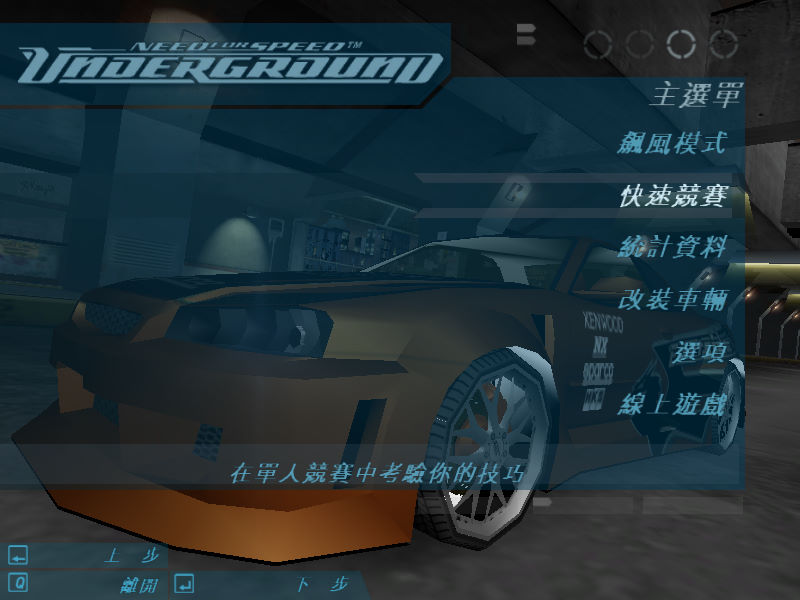 NEED FOR SPEED™
UNDERGROUND
主選單
飆風模式
快速競賽
統計資料
改裝車輛
選項
線上遊戲
KENWOOD
NX
sparco
在單人競賽中考驗你的技巧
上 步
Q 離開
下 步